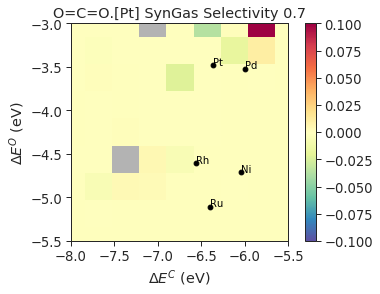 O=C=O.[Pt] SynGas Selectivity 0.7
−3.0
−3.5
−4.0
−4.5
−5.0
−5.5
ΔE^O (eV)
Pt
Pd
Rh
Ni
Ru
−8.0 −7.5 −7.0 −6.5 −6.0 −5.5
ΔE^C (eV)
0.100
0.075
0.050
0.025
0.000
−0.025
−0.050
−0.075
−0.100